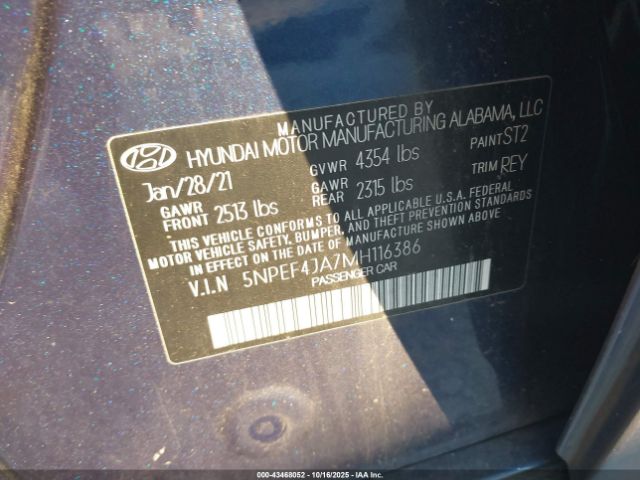 MANUFACTURED BY
HYUNDAI MOTOR MANUFACTURING ALABAMA, LLC
Jan/28/21 GVWR 4354 lbs PAINT ST2
GAWR FRONT 2513 lbs GAWR REAR 2315 lbs TRIM REY
THIS VEHICLE CONFORMS TO ALL APPLICABLE U.S.A. FEDERAL
MOTOR VEHICLE SAFETY, BUMPER, AND THEFT PREVENTION STANDARDS
IN EFFECT ON THE DATE OF MANUFACTURE SHOWN ABOVE.
V.I.N 5NPEF4JA7MH116386
PASSENGER CAR
000-43468052 | 10/16/2025 - IAA Inc.